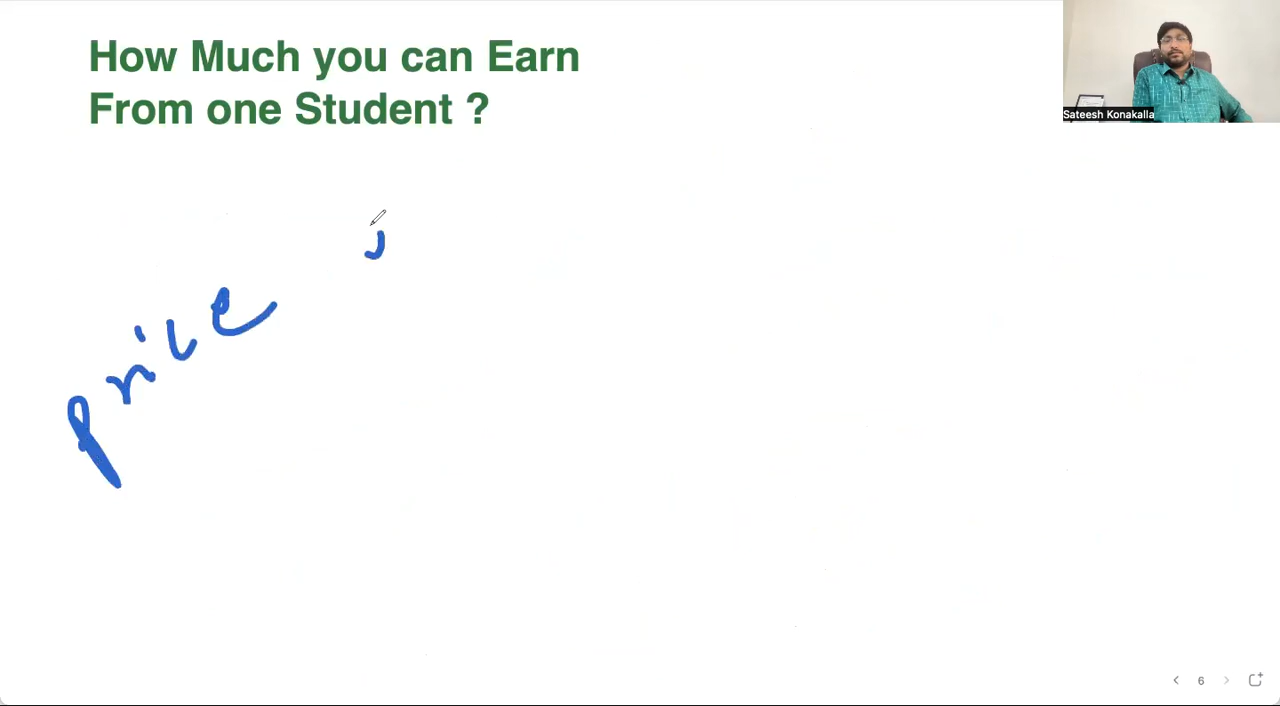 How Much you can Earn
From one Student ?
Sateesh Konakalla
price
6